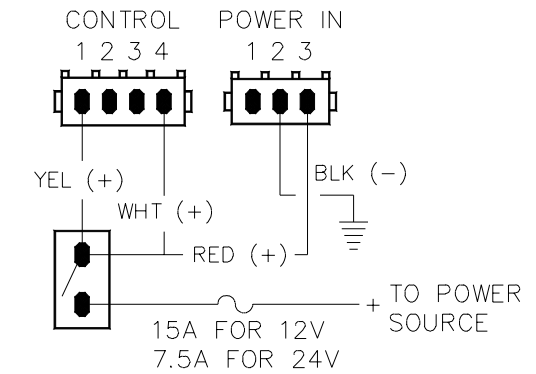 CONTROL
POWER IN
1 2 3 4
1 2 3
BLK (-)
YEL (+)
WHT (+)
RED (+)
+ TO POWER
SOURCE
15A FOR 12V
7.5A FOR 24V